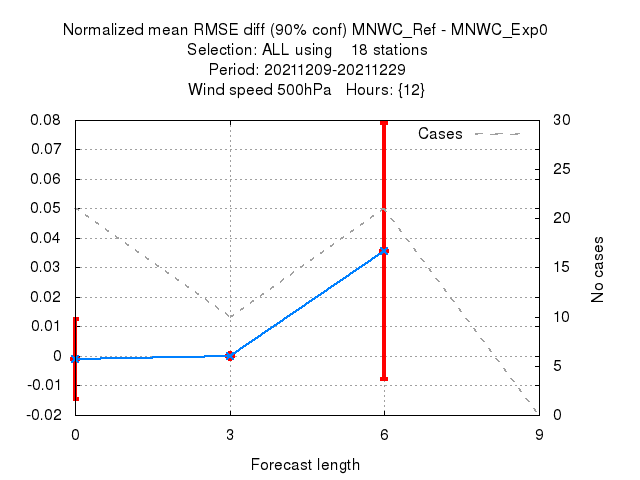 Normalized mean RMSE diff (90% conf) MNWC_Ref - MNWC_Exp0
Selection: ALL using    18 stations
Period: 20211209-20211229
Wind speed 500hPa   Hours: {12}
Cases
0.08
0.07
0.06
0.05
0.04
0.03
0.02
0.01
0
-0.01
-0.02
30
25
20
15
10
5
0
No cases
0 3 6 9
Forecast length